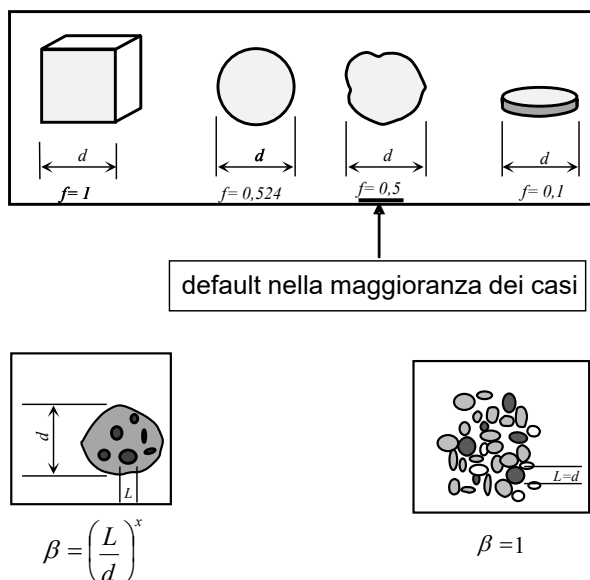 d d d d
f= 1 f= 0,524 f= 0,5 f= 0,1
default nella maggioranza dei casi
d
L
L=d
β = (L/d)^x
β = 1